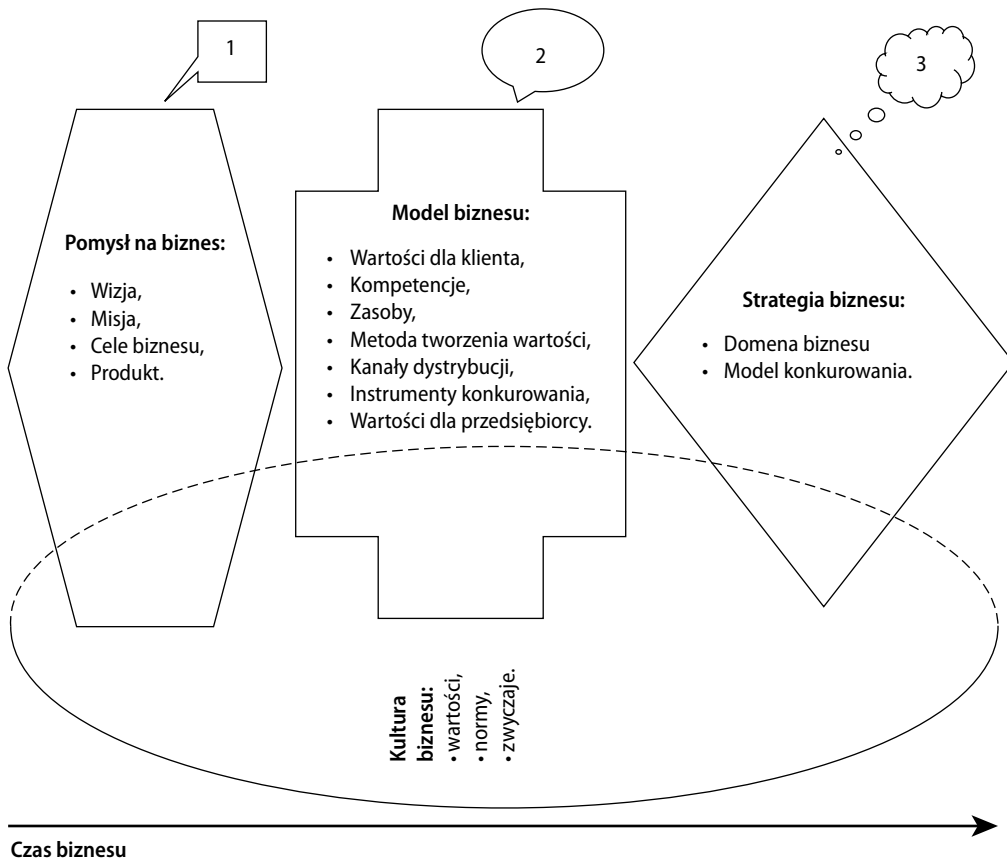 1
2
3
Pomysł na biznes:
• Wizja,
• Misja,
• Cele biznesu,
• Produkt.
Model biznesu:
• Wartości dla klienta,
• Kompetencje,
• Zasoby,
• Metoda tworzenia wartości,
• Kanały dystrybucji,
• Instrumenty konkurowania,
• Wartości dla przedsiębiorcy.
Strategia biznesu:
• Domena biznesu
• Model konkurowania.
Kultura
biznesu:
• wartości,
• normy,
• zwyczaje.
Czas biznesu